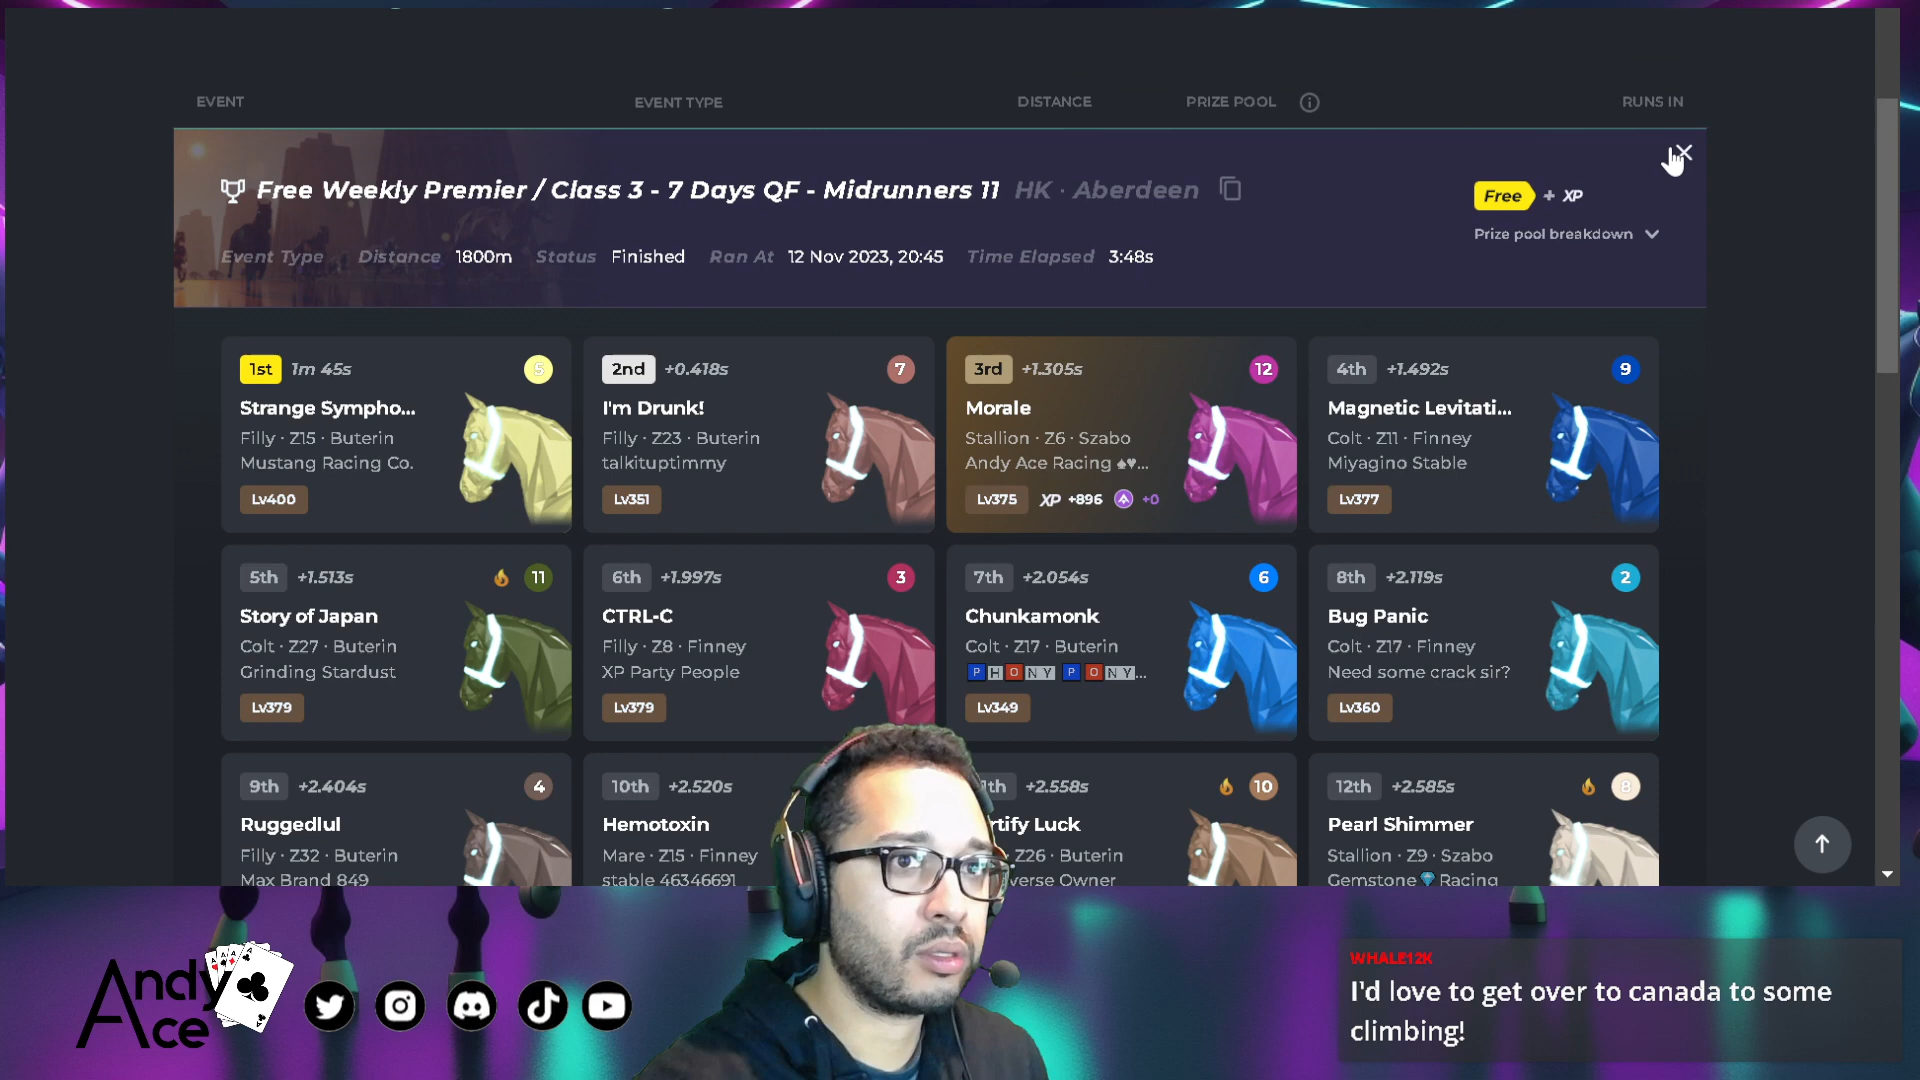 EVENT EVENT TYPE DISTANCE PRIZE POOL RUNS IN
Free Weekly Premier / Class 3 - 7 Days QF - Midrunners 11 HK · Aberdeen
Free + XP
Prize pool breakdown
Event Type Distance 1800m Status Finished Ran At 12 Nov 2023, 20:45 Time Elapsed 3:48s
1st 1m 45s 5
Strange Sympho...
Filly · Z15 · Buterin
Mustang Racing Co.
Lv400
2nd +0.418s 7
I'm Drunk!
Filly · Z23 · Buterin
talkituptimmy
Lv351
3rd +1.305s 12
Morale
Stallion · Z6 · Szabo
Andy Ace Racing ♠♥...
Lv375 XP +896 +0
4th +1.492s 9
Magnetic Levitati...
Colt · Z11 · Finney
Miyagino Stable
Lv377
5th +1.513s 11
Story of Japan
Colt · Z27 · Buterin
Grinding Stardust
Lv379
6th +1.997s 3
CTRL-C
Filly · Z8 · Finney
XP Party People
Lv379
7th +2.054s 6
Chunkamonk
Colt · Z17 · Buterin
PHONY PONY...
Lv349
8th +2.119s 2
Bug Panic
Colt · Z17 · Finney
Need some crack sir?
Lv360
9th +2.404s 4
Ruggedlul
Filly · Z32 · Buterin
Max Brand 849
10th +2.520s
Hemotoxin
Mare · Z15 · Finney
stable 46346691
+2.558s 10
Luck
Z26 · Buterin
Owner
12th +2.585s 8
Pearl Shimmer
Stallion · Z9 · Szabo
Gemstone 💎 Racing
Andy
Ace
WHALE12K
I'd love to get over to canada to some
climbing!